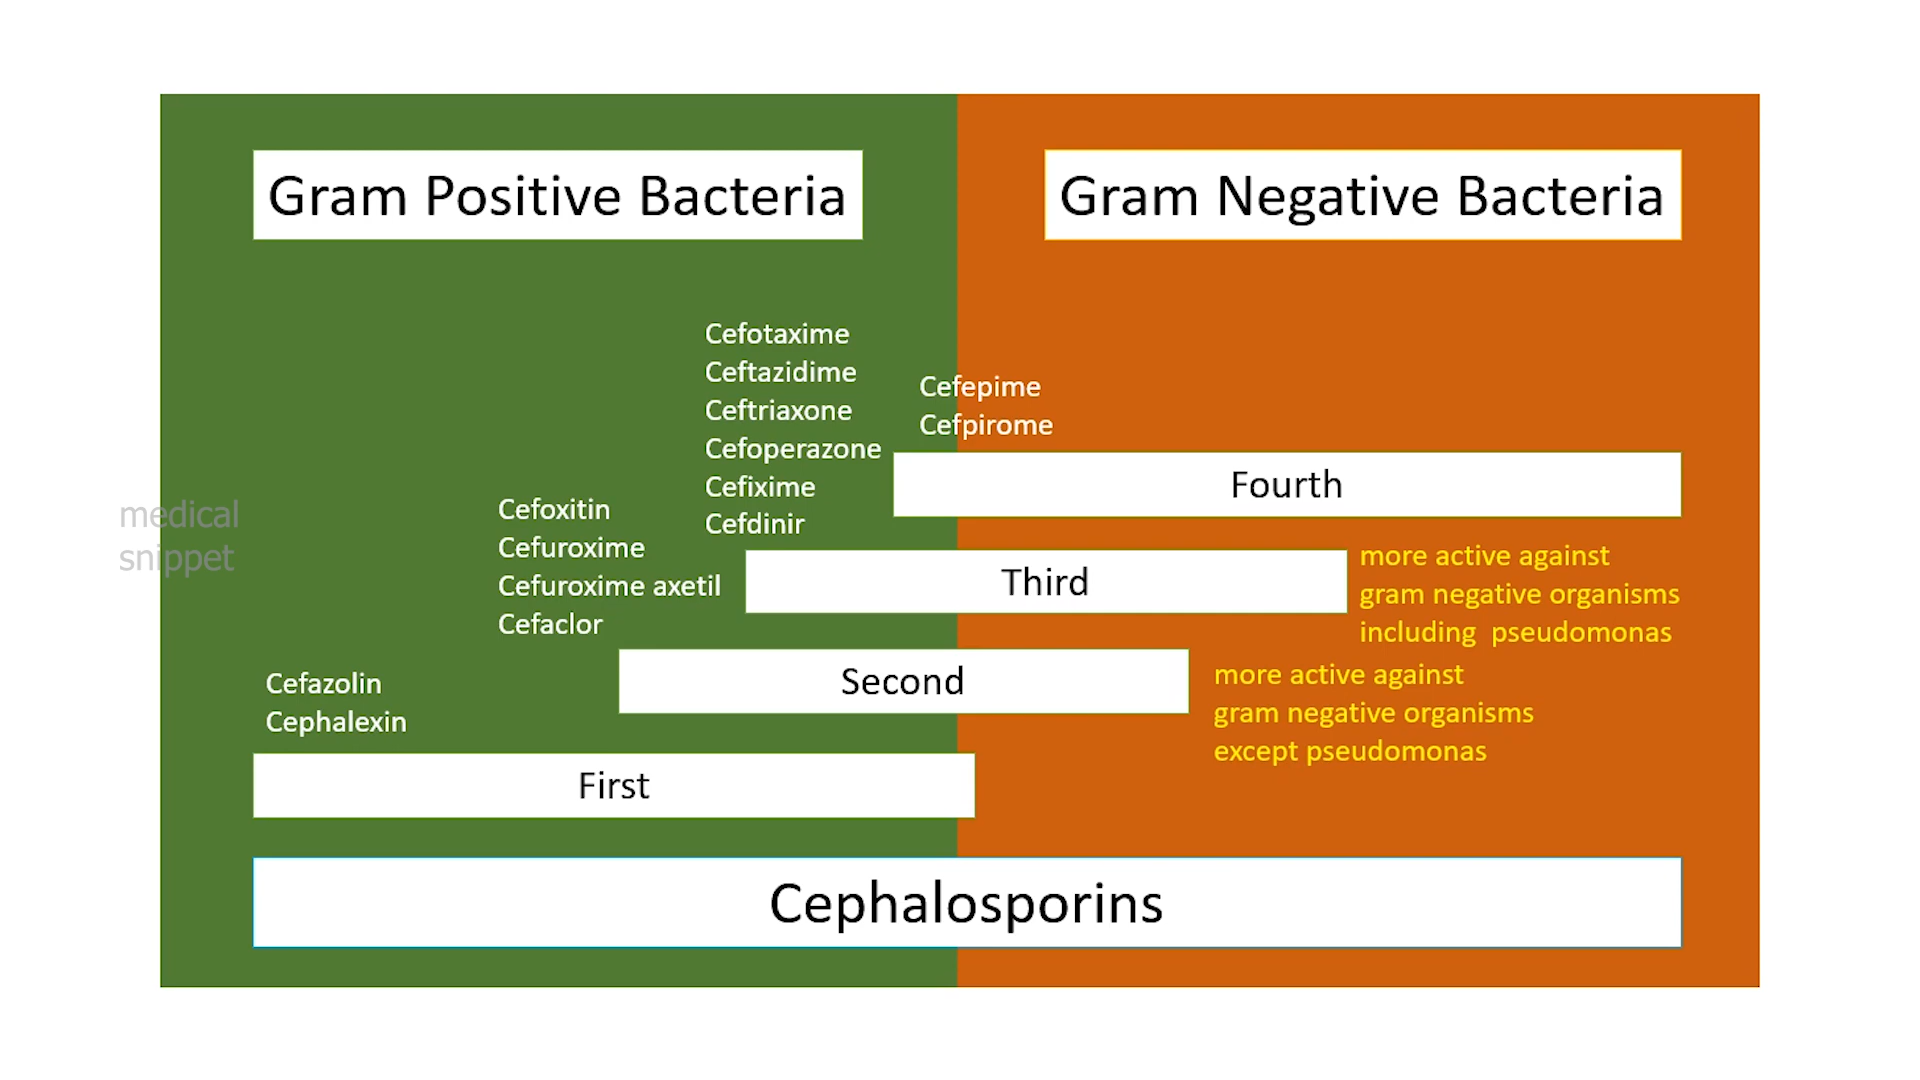 Gram Positive Bacteria
Gram Negative Bacteria
Cefotaxime
Ceftazidime
Ceftriaxone
Cefoperazone
Cefixime
Cefdinir
Cefepime
Cefpirome
Fourth
medical
snippet
Cefoxitin
Cefuroxime
Cefuroxime axetil
Cefaclor
Third
more active against
gram negative organisms
including pseudomonas
Cefazolin
Cephalexin
Second
more active against
gram negative organisms
except pseudomonas
First
Cephalosporins